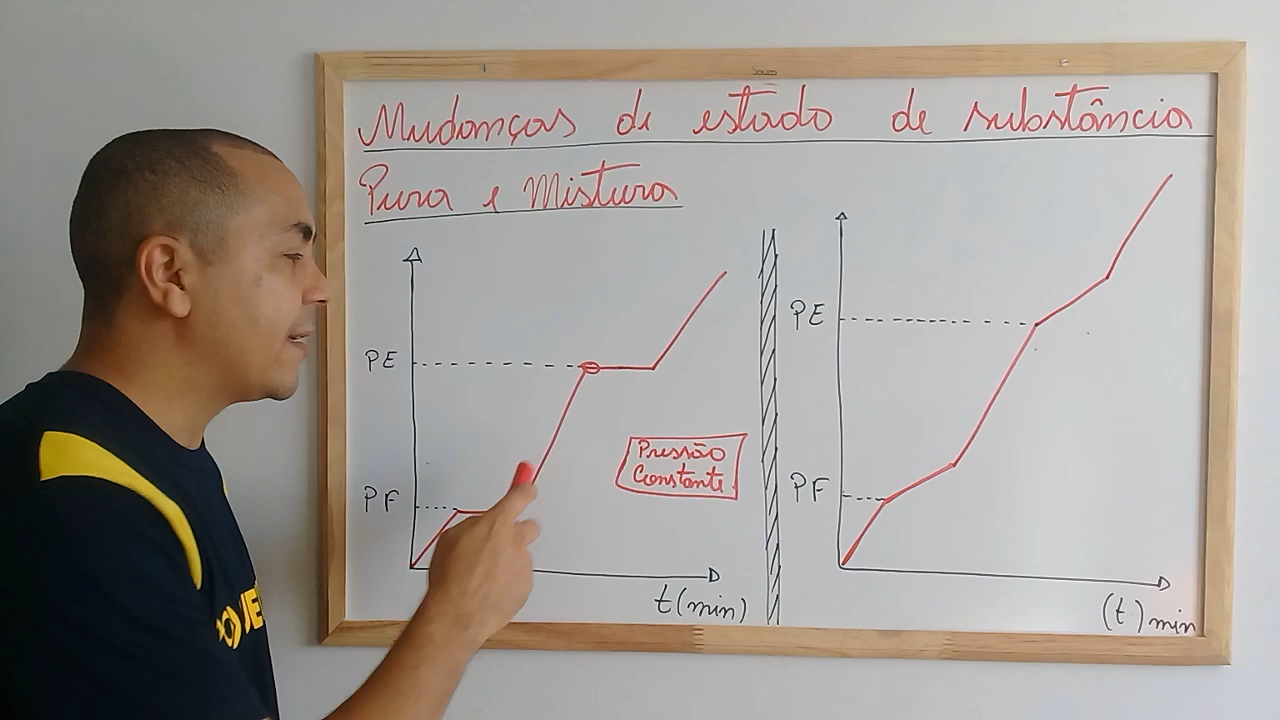 Mudanças de estado de substância
Pura e Mistura
PE
PF
Pressão
Constante
t(min)
PE
PF
(t) min